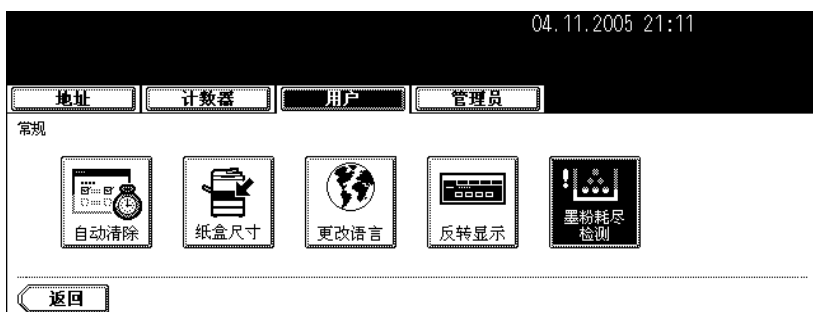 04.11.2005 21:11
地址 计数器 用户 管理员
常规
自动清除 纸盒尺寸 更改语言 反转显示 墨粉耗尽
检测
返回